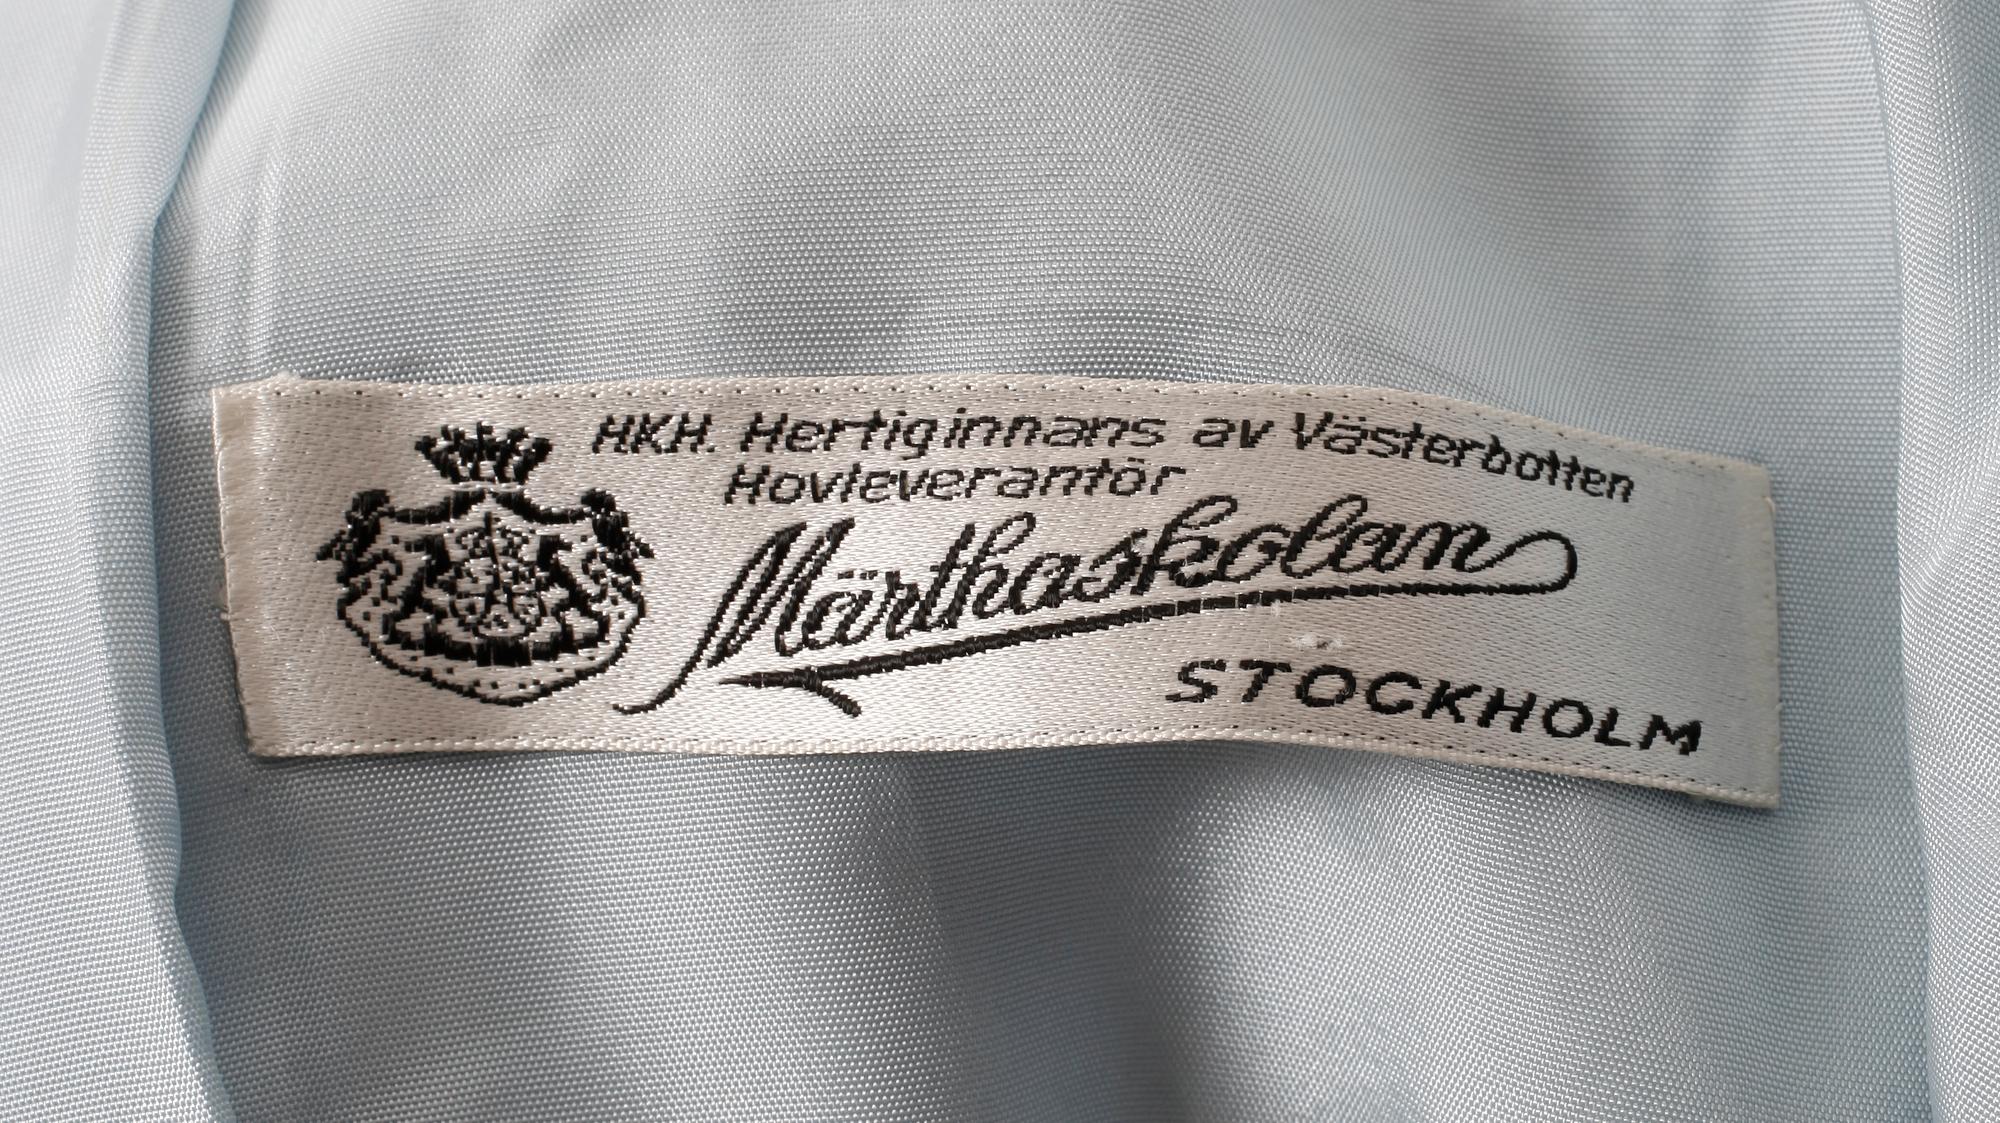 HKH. Hertiginnans av Västerbotten
Hovleverantör
Märthaskolan
STOCKHOLM